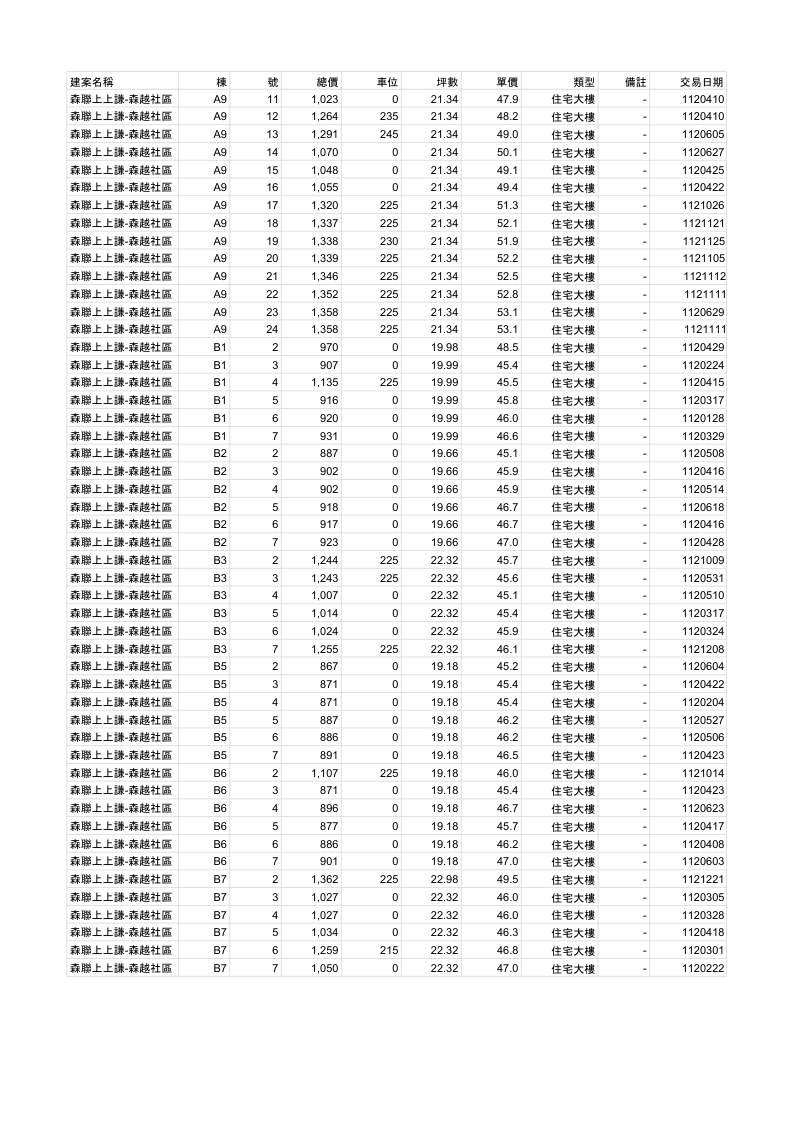 建案名稱 棟 號 總價 車位 坪數 單價 類型 備註 交易日期
森聯上上謙-森越社區 A9 11 1,023 0 21.34 47.9 住宅大樓 - 1120410
森聯上上謙-森越社區 A9 12 1,264 235 21.34 48.2 住宅大樓 - 1120410
森聯上上謙-森越社區 A9 13 1,291 245 21.34 49.0 住宅大樓 - 1120605
森聯上上謙-森越社區 A9 14 1,070 0 21.34 50.1 住宅大樓 - 1120627
森聯上上謙-森越社區 A9 15 1,048 0 21.34 49.1 住宅大樓 - 1120425
森聯上上謙-森越社區 A9 16 1,055 0 21.34 49.4 住宅大樓 - 1120422
森聯上上謙-森越社區 A9 17 1,320 225 21.34 51.3 住宅大樓 - 1121026
森聯上上謙-森越社區 A9 18 1,337 225 21.34 52.1 住宅大樓 - 1121121
森聯上上謙-森越社區 A9 19 1,338 230 21.34 51.9 住宅大樓 - 1121125
森聯上上謙-森越社區 A9 20 1,339 225 21.34 52.2 住宅大樓 - 1121105
森聯上上謙-森越社區 A9 21 1,346 225 21.34 52.5 住宅大樓 - 1121112
森聯上上謙-森越社區 A9 22 1,352 225 21.34 52.8 住宅大樓 - 1121111
森聯上上謙-森越社區 A9 23 1,358 225 21.34 53.1 住宅大樓 - 1120629
森聯上上謙-森越社區 A9 24 1,358 225 21.34 53.1 住宅大樓 - 1121111
森聯上上謙-森越社區 B1 2 970 0 19.98 48.5 住宅大樓 - 1120429
森聯上上謙-森越社區 B1 3 907 0 19.99 45.4 住宅大樓 - 1120224
森聯上上謙-森越社區 B1 4 1,135 225 19.99 45.5 住宅大樓 - 1120415
森聯上上謙-森越社區 B1 5 916 0 19.99 45.8 住宅大樓 - 1120317
森聯上上謙-森越社區 B1 6 920 0 19.99 46.0 住宅大樓 - 1120128
森聯上上謙-森越社區 B1 7 931 0 19.99 46.6 住宅大樓 - 1120329
森聯上上謙-森越社區 B2 2 887 0 19.66 45.1 住宅大樓 - 1120508
森聯上上謙-森越社區 B2 3 902 0 19.66 45.9 住宅大樓 - 1120416
森聯上上謙-森越社區 B2 4 902 0 19.66 45.9 住宅大樓 - 1120514
森聯上上謙-森越社區 B2 5 918 0 19.66 46.7 住宅大樓 - 1120618
森聯上上謙-森越社區 B2 6 917 0 19.66 46.7 住宅大樓 - 1120416
森聯上上謙-森越社區 B2 7 923 0 19.66 47.0 住宅大樓 - 1120428
森聯上上謙-森越社區 B3 2 1,244 225 22.32 45.7 住宅大樓 - 1121009
森聯上上謙-森越社區 B3 3 1,243 225 22.32 45.6 住宅大樓 - 1120531
森聯上上謙-森越社區 B3 4 1,007 0 22.32 45.1 住宅大樓 - 1120510
森聯上上謙-森越社區 B3 5 1,014 0 22.32 45.4 住宅大樓 - 1120317
森聯上上謙-森越社區 B3 6 1,024 0 22.32 45.9 住宅大樓 - 1120324
森聯上上謙-森越社區 B3 7 1,255 225 22.32 46.1 住宅大樓 - 1121208
森聯上上謙-森越社區 B5 2 867 0 19.18 45.2 住宅大樓 - 1120604
森聯上上謙-森越社區 B5 3 871 0 19.18 45.4 住宅大樓 - 1120422
森聯上上謙-森越社區 B5 4 871 0 19.18 45.4 住宅大樓 - 1120204
森聯上上謙-森越社區 B5 5 887 0 19.18 46.2 住宅大樓 - 1120527
森聯上上謙-森越社區 B5 6 886 0 19.18 46.2 住宅大樓 - 1120506
森聯上上謙-森越社區 B5 7 891 0 19.18 46.5 住宅大樓 - 1120423
森聯上上謙-森越社區 B6 2 1,107 225 19.18 46.0 住宅大樓 - 1121014
森聯上上謙-森越社區 B6 3 871 0 19.18 45.4 住宅大樓 - 1120423
森聯上上謙-森越社區 B6 4 896 0 19.18 46.7 住宅大樓 - 1120623
森聯上上謙-森越社區 B6 5 877 0 19.18 45.7 住宅大樓 - 1120417
森聯上上謙-森越社區 B6 6 886 0 19.18 46.2 住宅大樓 - 1120408
森聯上上謙-森越社區 B6 7 901 0 19.18 47.0 住宅大樓 - 1120603
森聯上上謙-森越社區 B7 2 1,362 225 22.98 49.5 住宅大樓 - 1121221
森聯上上謙-森越社區 B7 3 1,027 0 22.32 46.0 住宅大樓 - 1120305
森聯上上謙-森越社區 B7 4 1,027 0 22.32 46.0 住宅大樓 - 1120328
森聯上上謙-森越社區 B7 5 1,034 0 22.32 46.3 住宅大樓 - 1120418
森聯上上謙-森越社區 B7 6 1,259 215 22.32 46.8 住宅大樓 - 1120301
森聯上上謙-森越社區 B7 7 1,050 0 22.32 47.0 住宅大樓 - 1120222